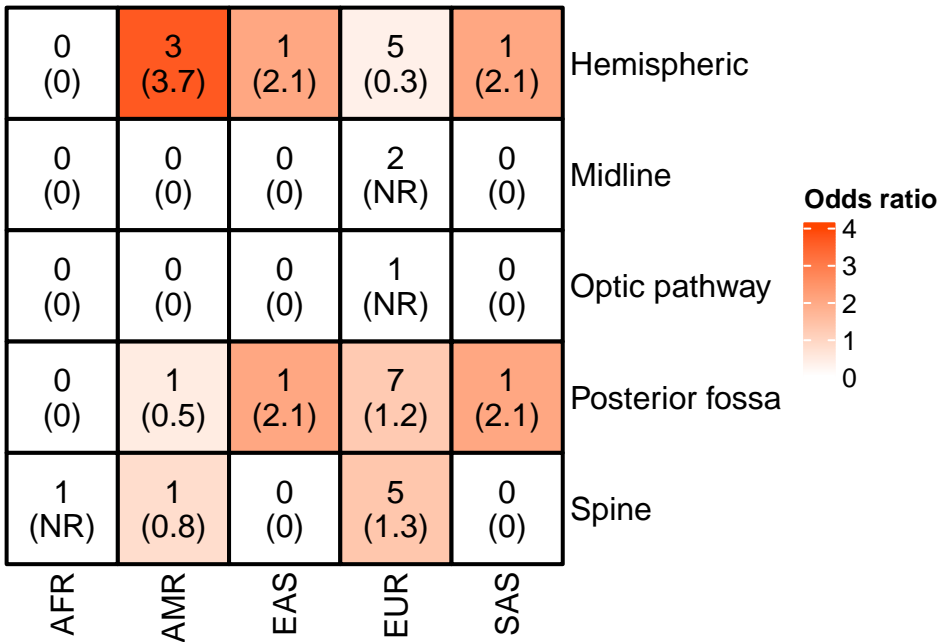 0 3 1 5 1
(0) (3.7) (2.1) (0.3) (2.1)
Hemispheric
0 0 0 2 0
(0) (0) (0) (NR) (0)
Midline
0 0 0 1 0
(0) (0) (0) (NR) (0)
Optic pathway
0 1 1 7 1
(0) (0.5) (2.1) (1.2) (2.1)
Posterior fossa
1 1 0 5 0
(NR) (0.8) (0) (1.3) (0)
Spine
AFR AMR EAS EUR SAS
Odds ratio
4
3
2
1
0